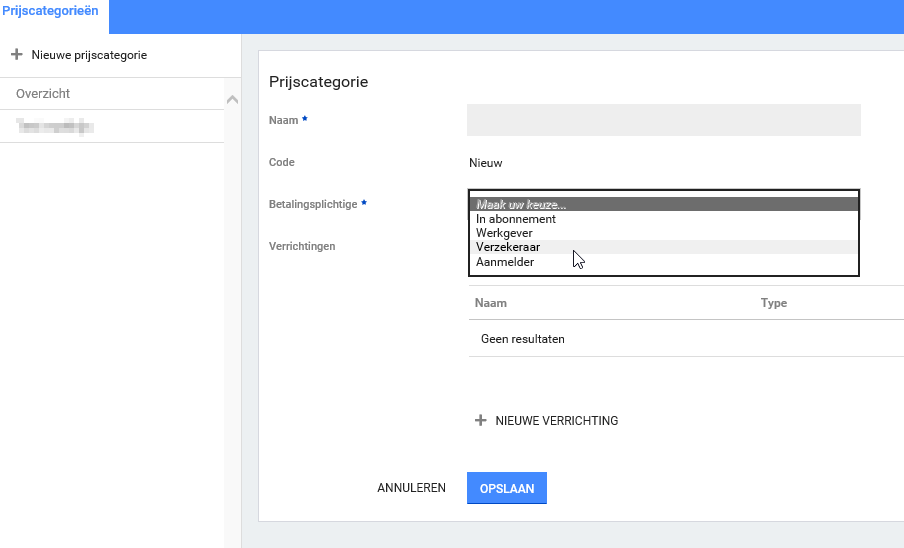 Prijscategorieën
Nieuwe prijscategorie
Overzicht
Prijscategorie
Naam
Code
Nieuw
Betalingsplichtige
Maak uw keuze...
In abonnement
Werkgever
Verzekeraar
Aanmelder
Verrichtingen
Naam Type
Geen resultaten
NIEUWE VERRICHTING
ANNULEREN OPSLAAN